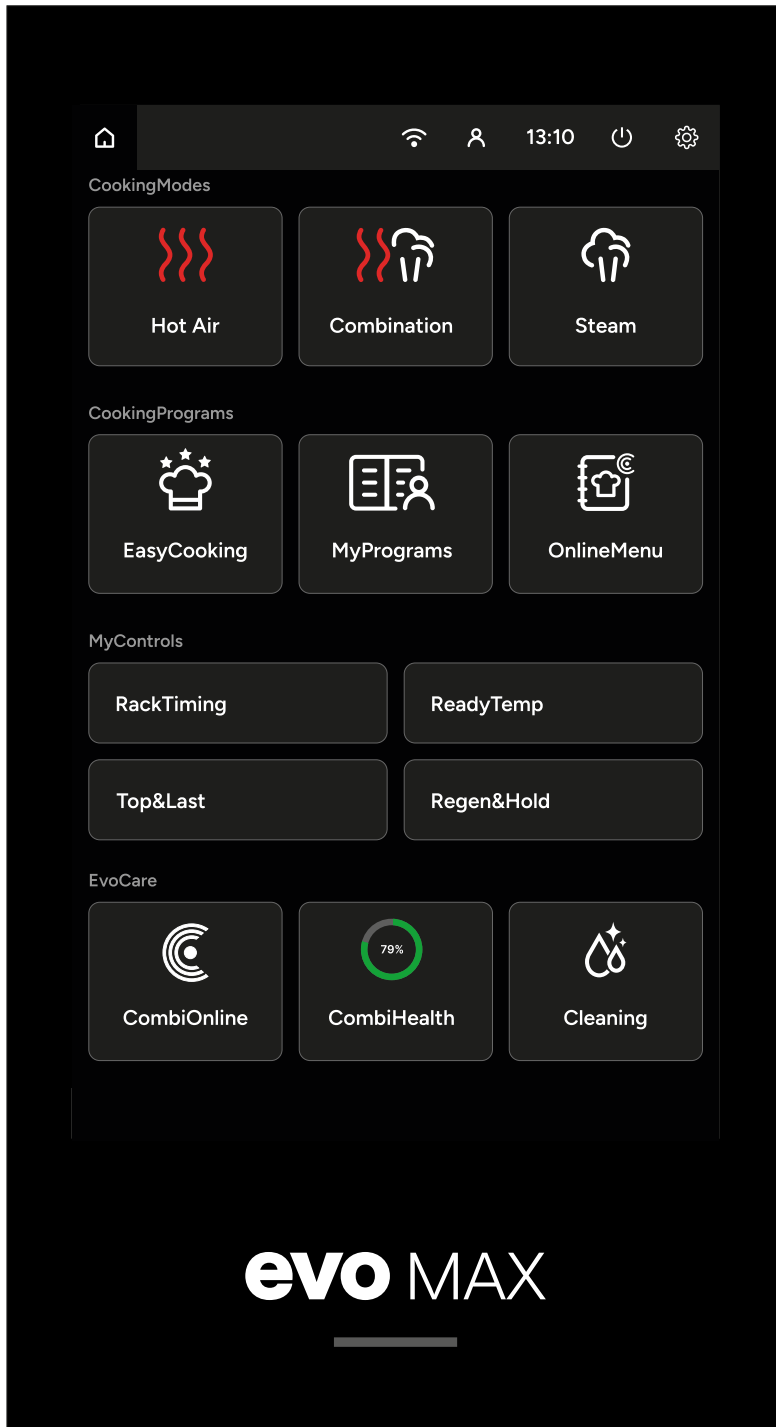 13:10
CookingModes
Hot Air
Combination
Steam
CookingPrograms
EasyCooking
MyPrograms
OnlineMenu
MyControls
RackTiming
ReadyTemp
Top&Last
Regen&Hold
EvoCare
79%
CombiOnline
CombiHealth
Cleaning
evo MAX